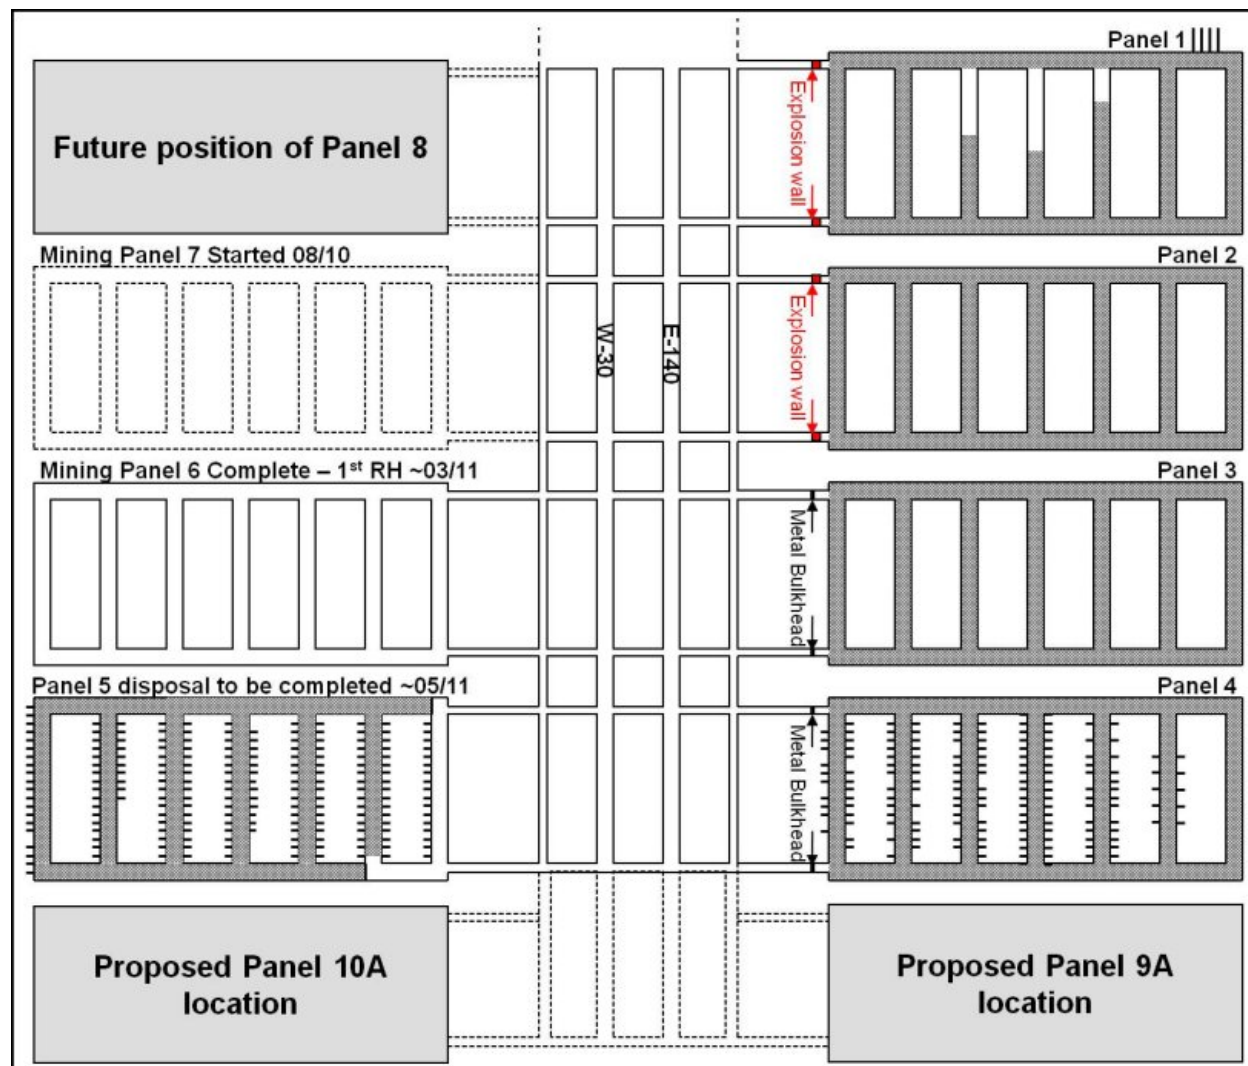 Panel 1
Future position of Panel 8
Explosion wall
Mining Panel 7 Started 08/10
Panel 2
Explosion wall
W-30
E-140
Mining Panel 6 Complete – 1st RH ~03/11
Panel 3
Metal Bulkhead
Panel 5 disposal to be completed ~05/11
Panel 4
Metal Bulkhead
Proposed Panel 10A
location
Proposed Panel 9A
location